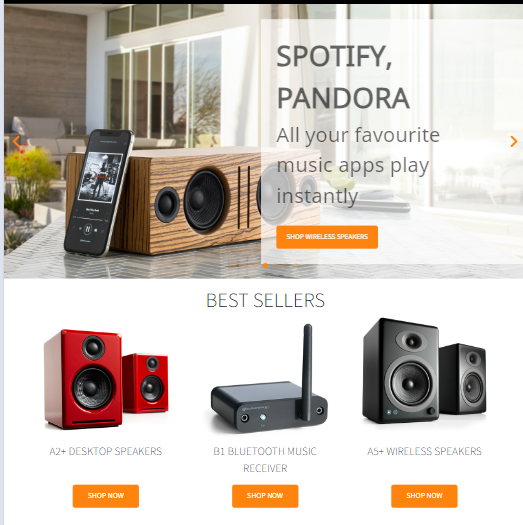 SPOTIFY,
PANDORA
All your favourite
music apps play
instantly
SHOP WIRELESS SPEAKERS
BEST SELLERS
A2+ DESKTOP SPEAKERS
B1 BLUETOOTH MUSIC
RECEIVER
A5+ WIRELESS SPEAKERS
SHOP NOW
SHOP NOW
SHOP NOW